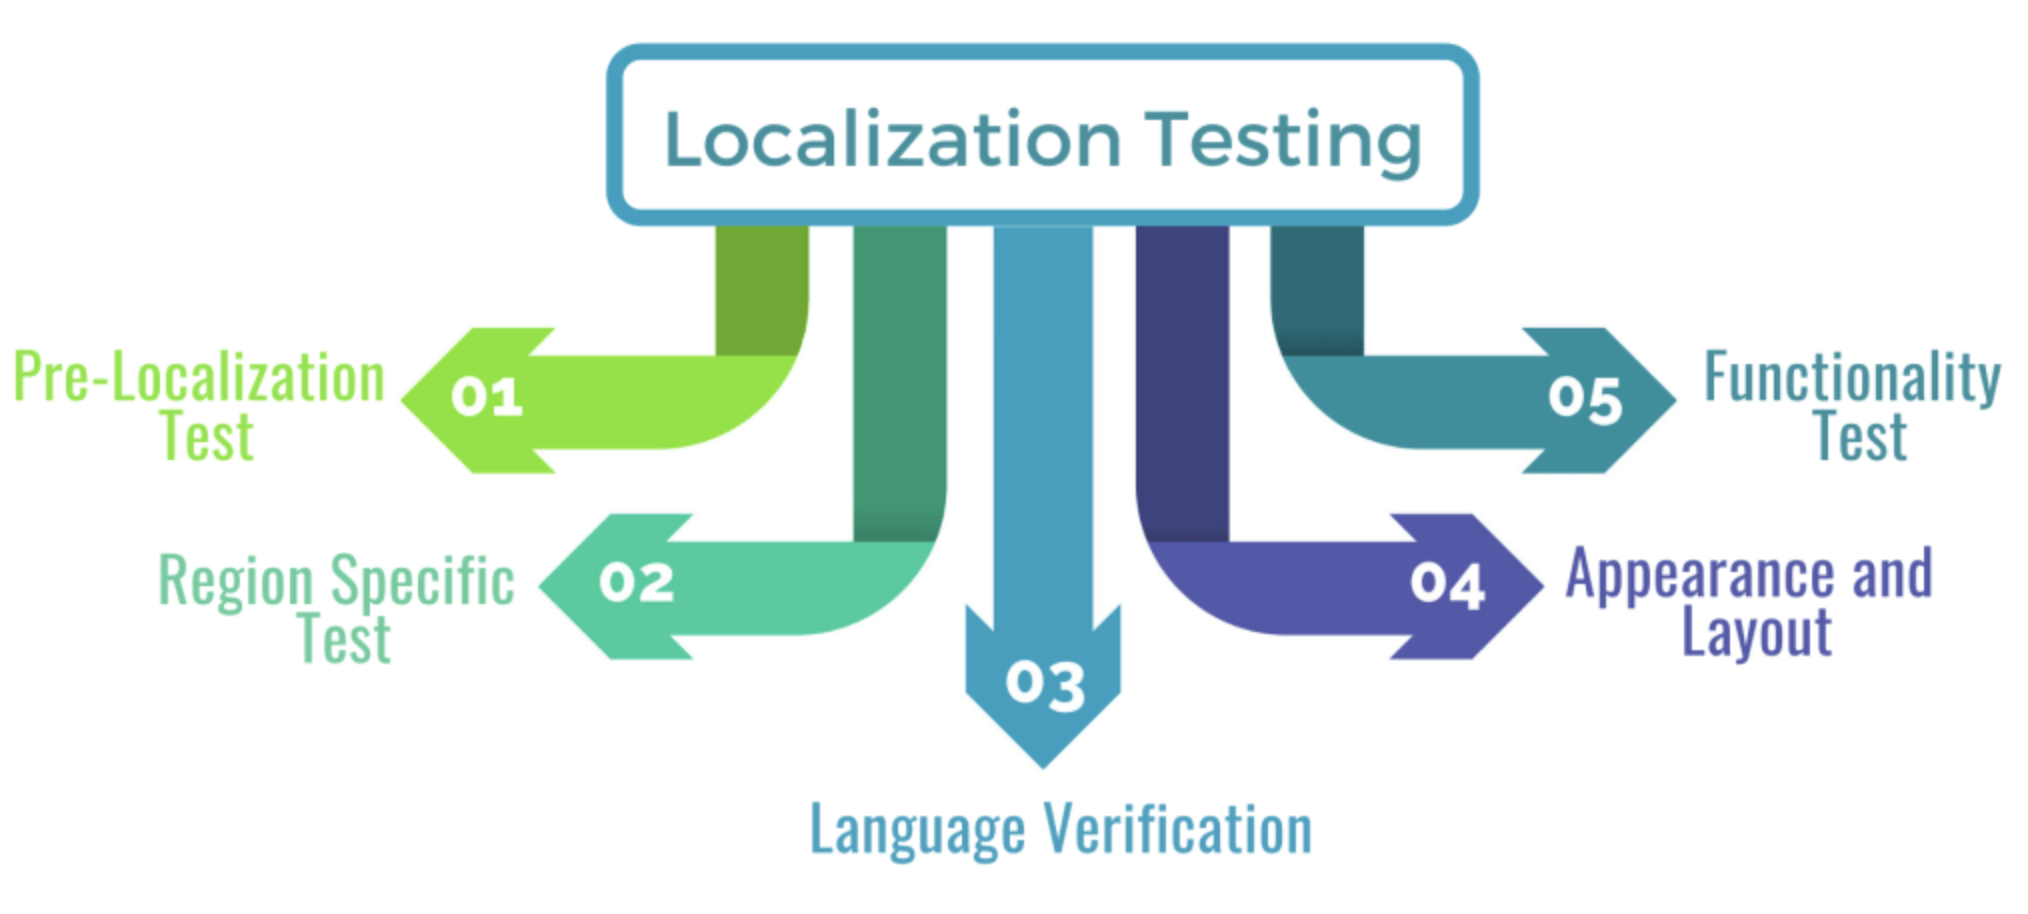 Localization Testing
01
Pre-Localization
Test
02
Region Specific
Test
03
Language Verification
04
Appearance and
Layout
05
Functionality
Test